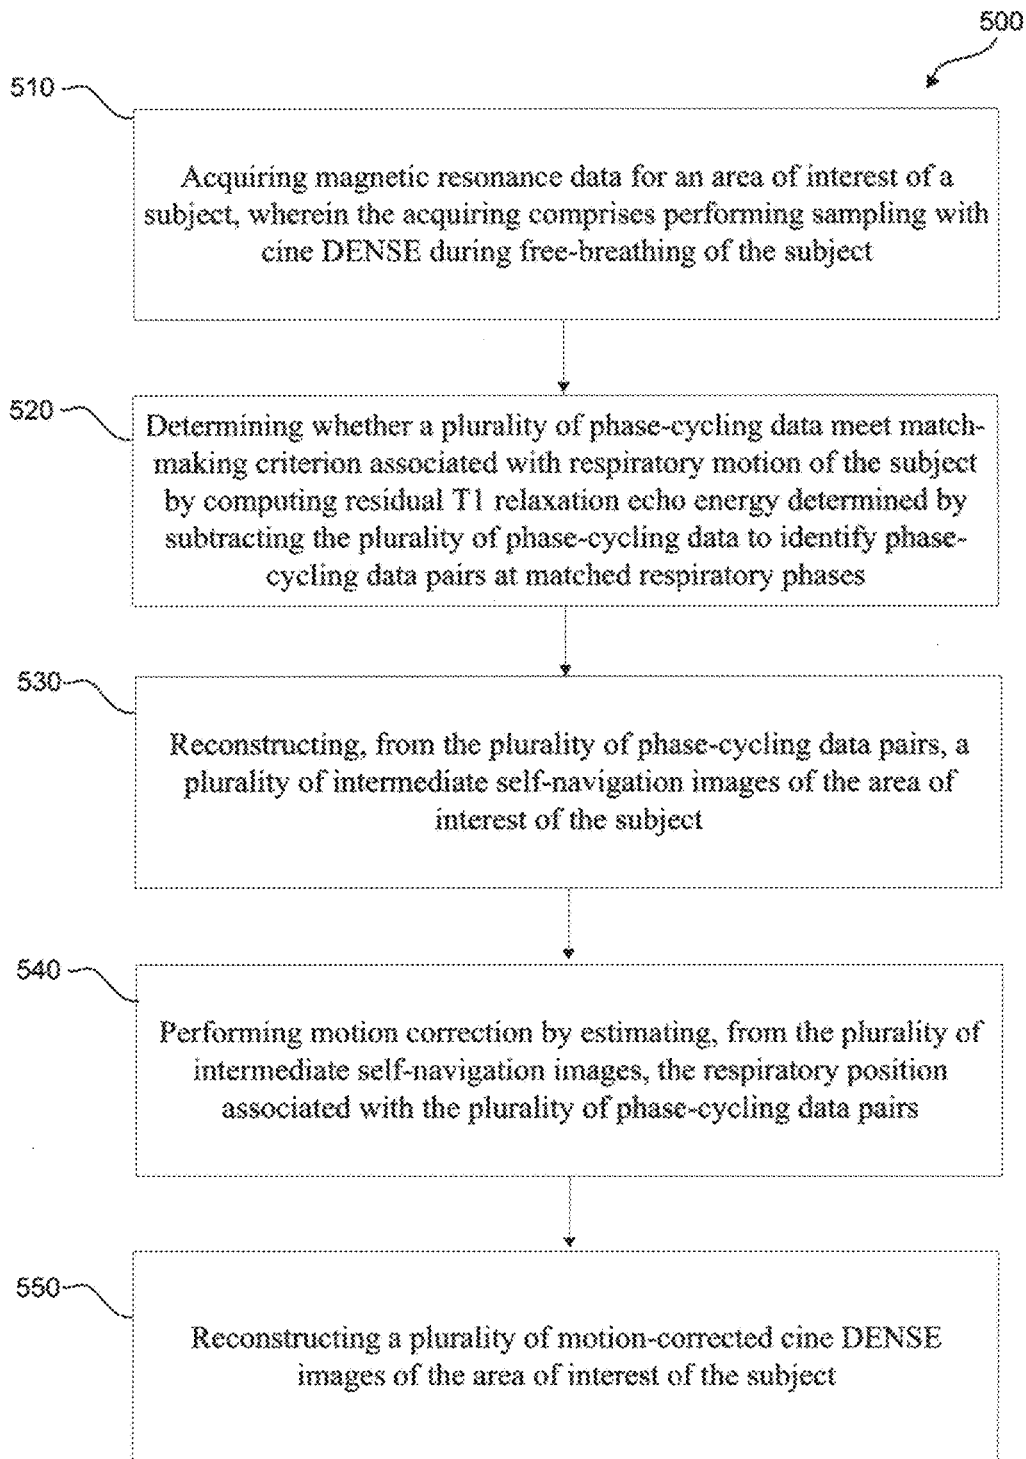 500
510
Acquiring magnetic resonance data for an area of interest of a
subject, wherein the acquiring comprises performing sampling with
cine DENSE during free-breathing of the subject
520
Determining whether a plurality of phase-cycling data meet match-
making criterion associated with respiratory motion of the subject
by computing residual T1 relaxation echo energy determined by
subtracting the plurality of phase-cycling data to identify phase-
cycling data pairs at matched respiratory phases
530
Reconstructing, from the plurality of phase-cycling data pairs, a
plurality of intermediate self-navigation images of the area of
interest of the subject
540
Performing motion correction by estimating, from the plurality of
intermediate self-navigation images, the respiratory position
associated with the plurality of phase-cycling data pairs
550
Reconstructing a plurality of motion-corrected cine DENSE
images of the area of interest of the subject